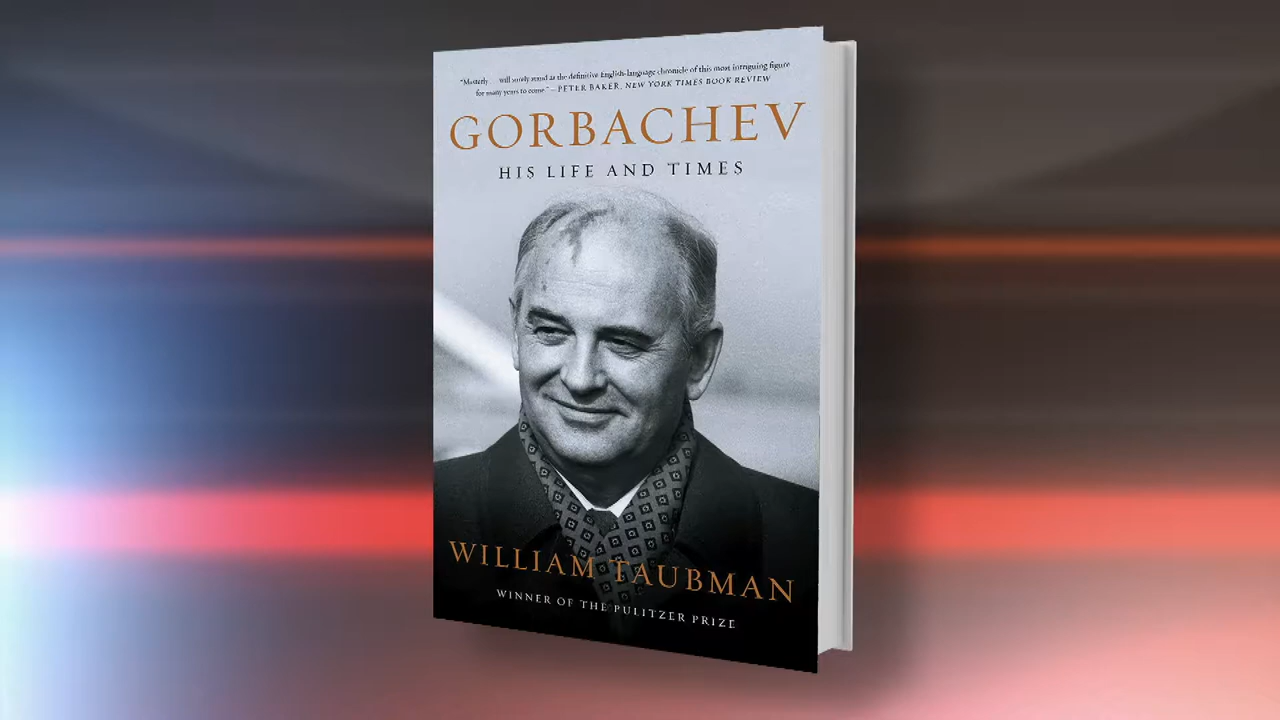 "Masterly . . . will surely stand as the definitive English-language chronicle of this most intriguing figure
for many years to come." — PETER BAKER, NEW YORK TIMES BOOK REVIEW
GORBACHEV
HIS LIFE AND TIMES
WILLIAM TAUBMAN
WINNER OF THE PULITZER PRIZE